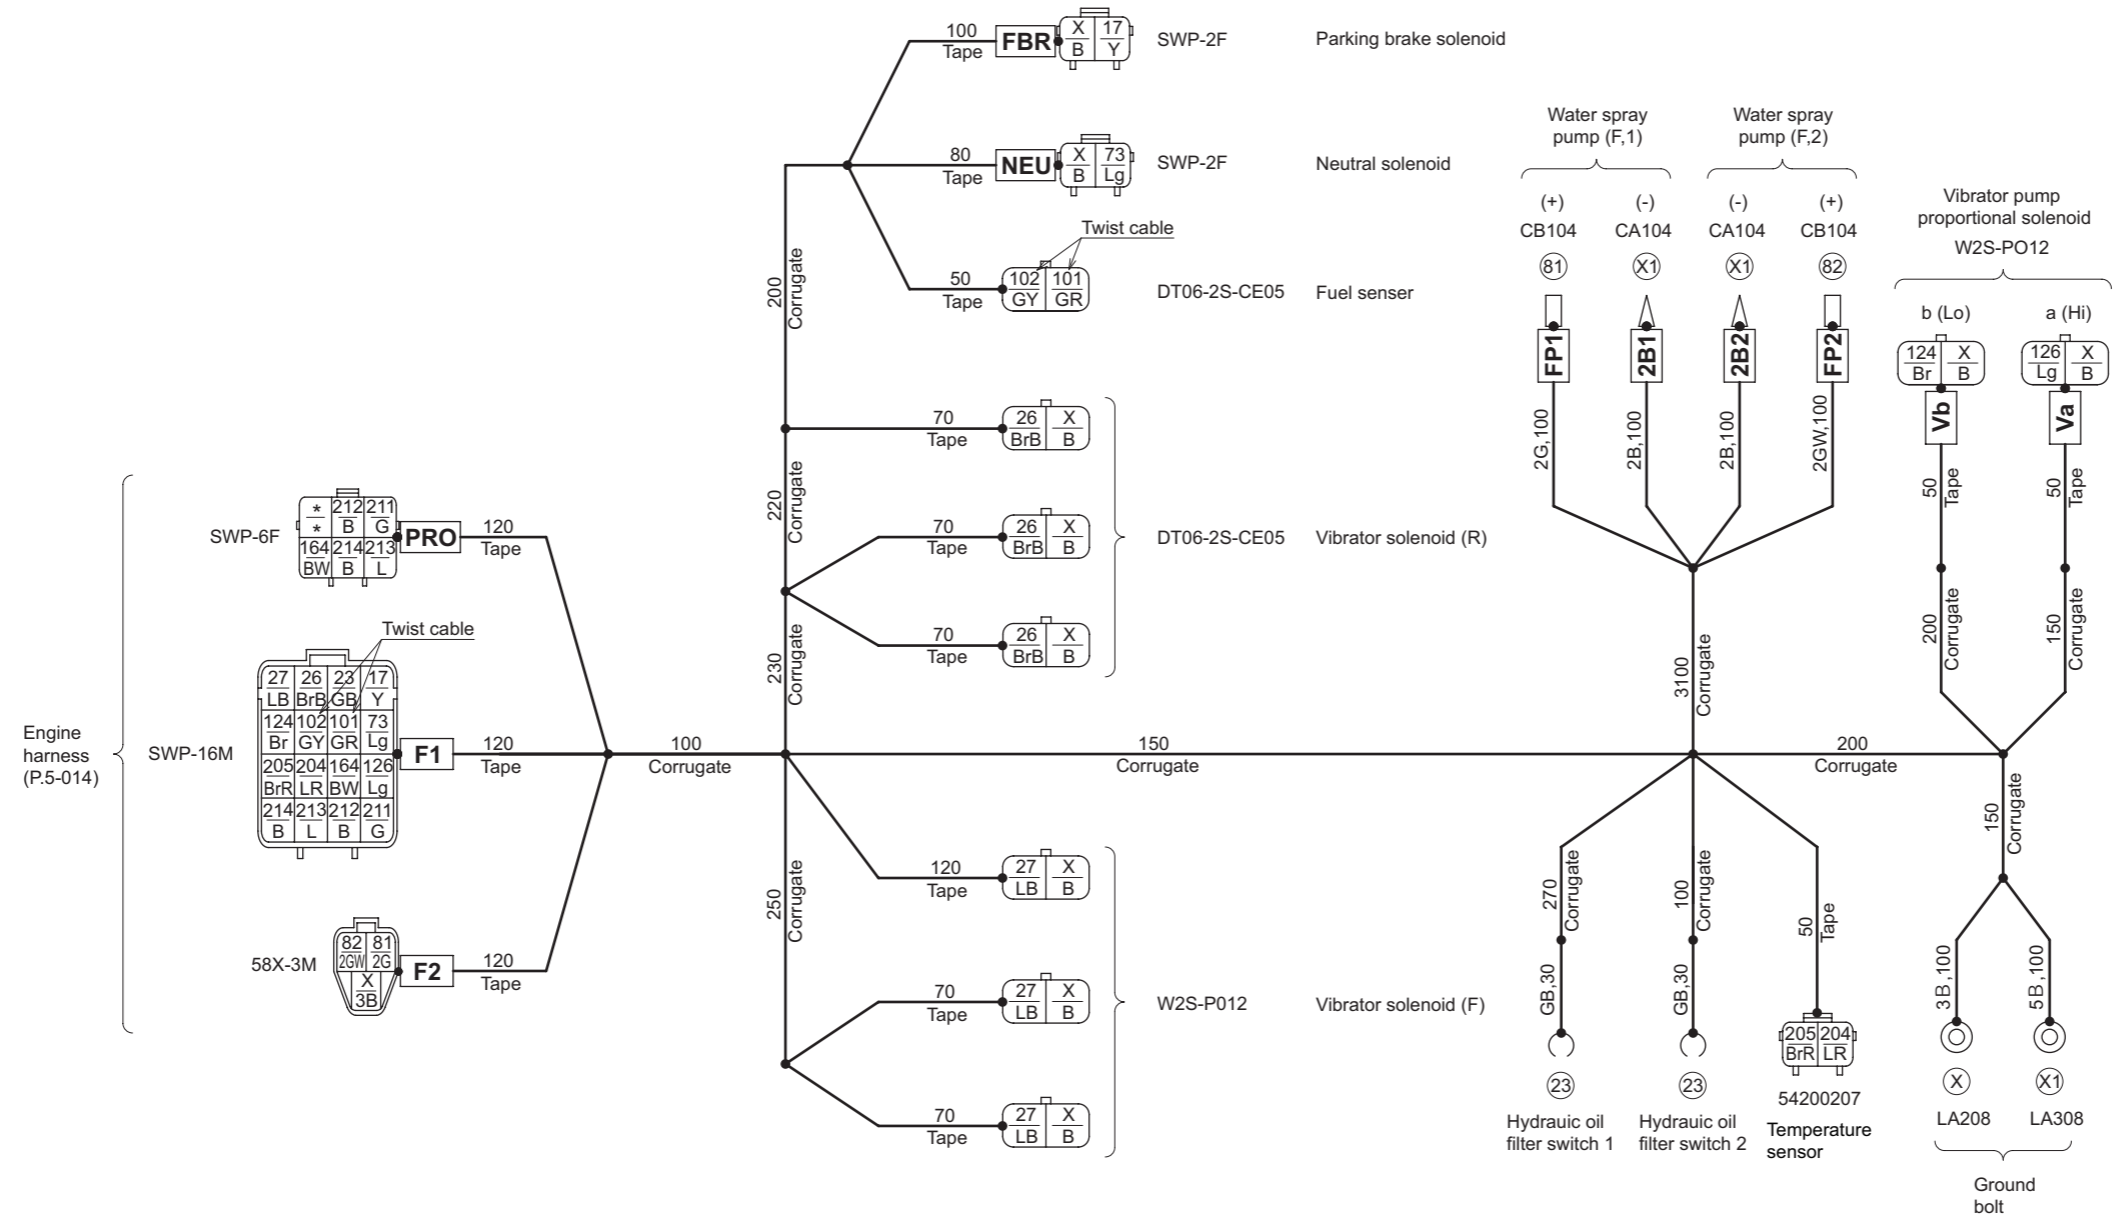 100
Tape
FBR
X
17
B
Y
SWP-2F
Parking brake solenoid
80
Tape
NEU
X
73
B
Lg
SWP-2F
Neutral solenoid
Twist cable
50
Tape
102
101
GY
GR
DT06-2S-CE05
Fuel senser
200
Corrugate
70
Tape
26
X
BrB
B
220
Corrugate
70
Tape
26
X
BrB
B
DT06-2S-CE05
Vibrator solenoid (R)
70
Tape
26
X
BrB
B
230
Corrugate
Engine
harness
(P.5-014)
SWP-6F
*
212
211
*
B
G
164
214
213
BW
B
L
PRO
120
Tape
Twist cable
SWP-16M
27
26
23
17
LB
BrB
GB
Y
124
102
101
73
Br
GY
GR
Lg
205
204
164
126
BrR
LR
BW
Lg
214
213
212
211
B
L
B
G
F1
120
Tape
58X-3M
82
81
2GW
2G
X
3B
F2
120
Tape
100
Corrugate
150
Corrugate
200
Corrugate
250
Corrugate
120
Tape
27
X
LB
B
70
Tape
27
X
LB
B
W2S-P012
Vibrator solenoid (F)
70
Tape
27
X
LB
B
Water spray
pump (F,1)
Water spray
pump (F,2)
(+)
(-)
(-)
(+)
CB104
CA104
CA104
CB104
81
X1
X1
82
FP1
2B1
2B2
FP2
2G,100
2B,100
2B,100
2GW,100
3100
Corrugate
Vibrator pump
proportional solenoid
W2S-PO12
b (Lo)
a (Hi)
124
X
Br
B
126
X
Lg
B
Vb
Va
50
Tape
50
Tape
200
Corrugate
150
Corrugate
270
Corrugate
100
Corrugate
50
Tape
GB,30
GB,30
23
23
Hydrauic oil
filter switch 1
Hydrauic oil
filter switch 2
205
204
BrR
LR
54200207
Temperature
sensor
150
Corrugate
3B,100
5B,100
X
X1
LA208
LA308
Ground
bolt